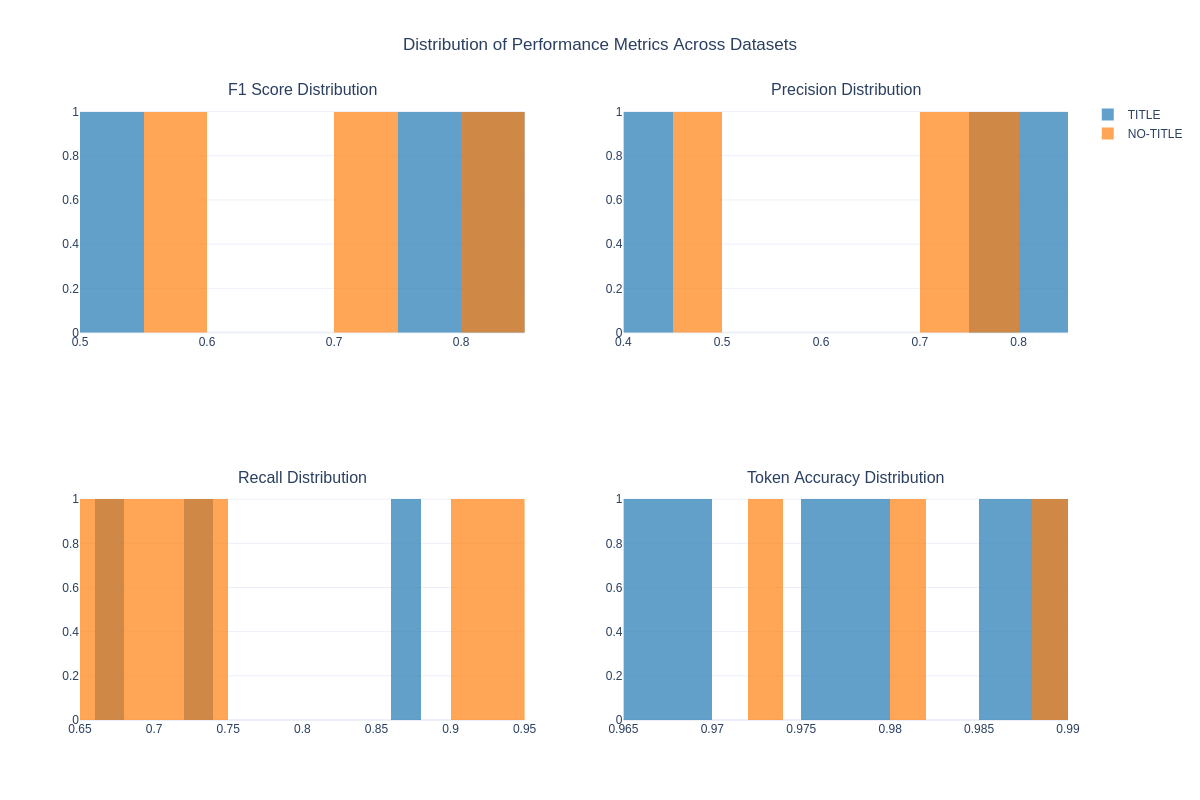 Distribution of Performance Metrics Across Datasets
F1 Score Distribution
Precision Distribution
TITLE
NO-TITLE
1
0.8
0.6
0.4
0.2
0
0.5 0.6 0.7 0.8
1
0.8
0.6
0.4
0.2
0
0.4 0.5 0.6 0.7 0.8
Recall Distribution
Token Accuracy Distribution
1
0.8
0.6
0.4
0.2
0
0.65 0.7 0.75 0.8 0.85 0.9 0.95
1
0.8
0.6
0.4
0.2
0
0.965 0.97 0.975 0.98 0.985 0.99